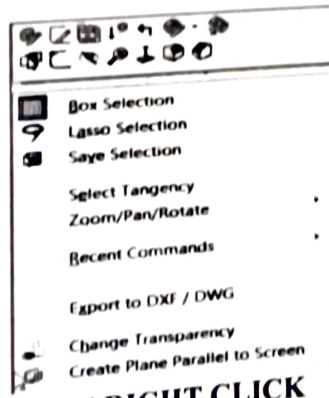 Box Selection
Lasso Selection
Save Selection
Select Tangency
Zoom/Pan/Rotate
Recent Commands
Export to DXF / DWG
Change Transparency
Create Plane Parallel to Screen
RIGHT CLICK